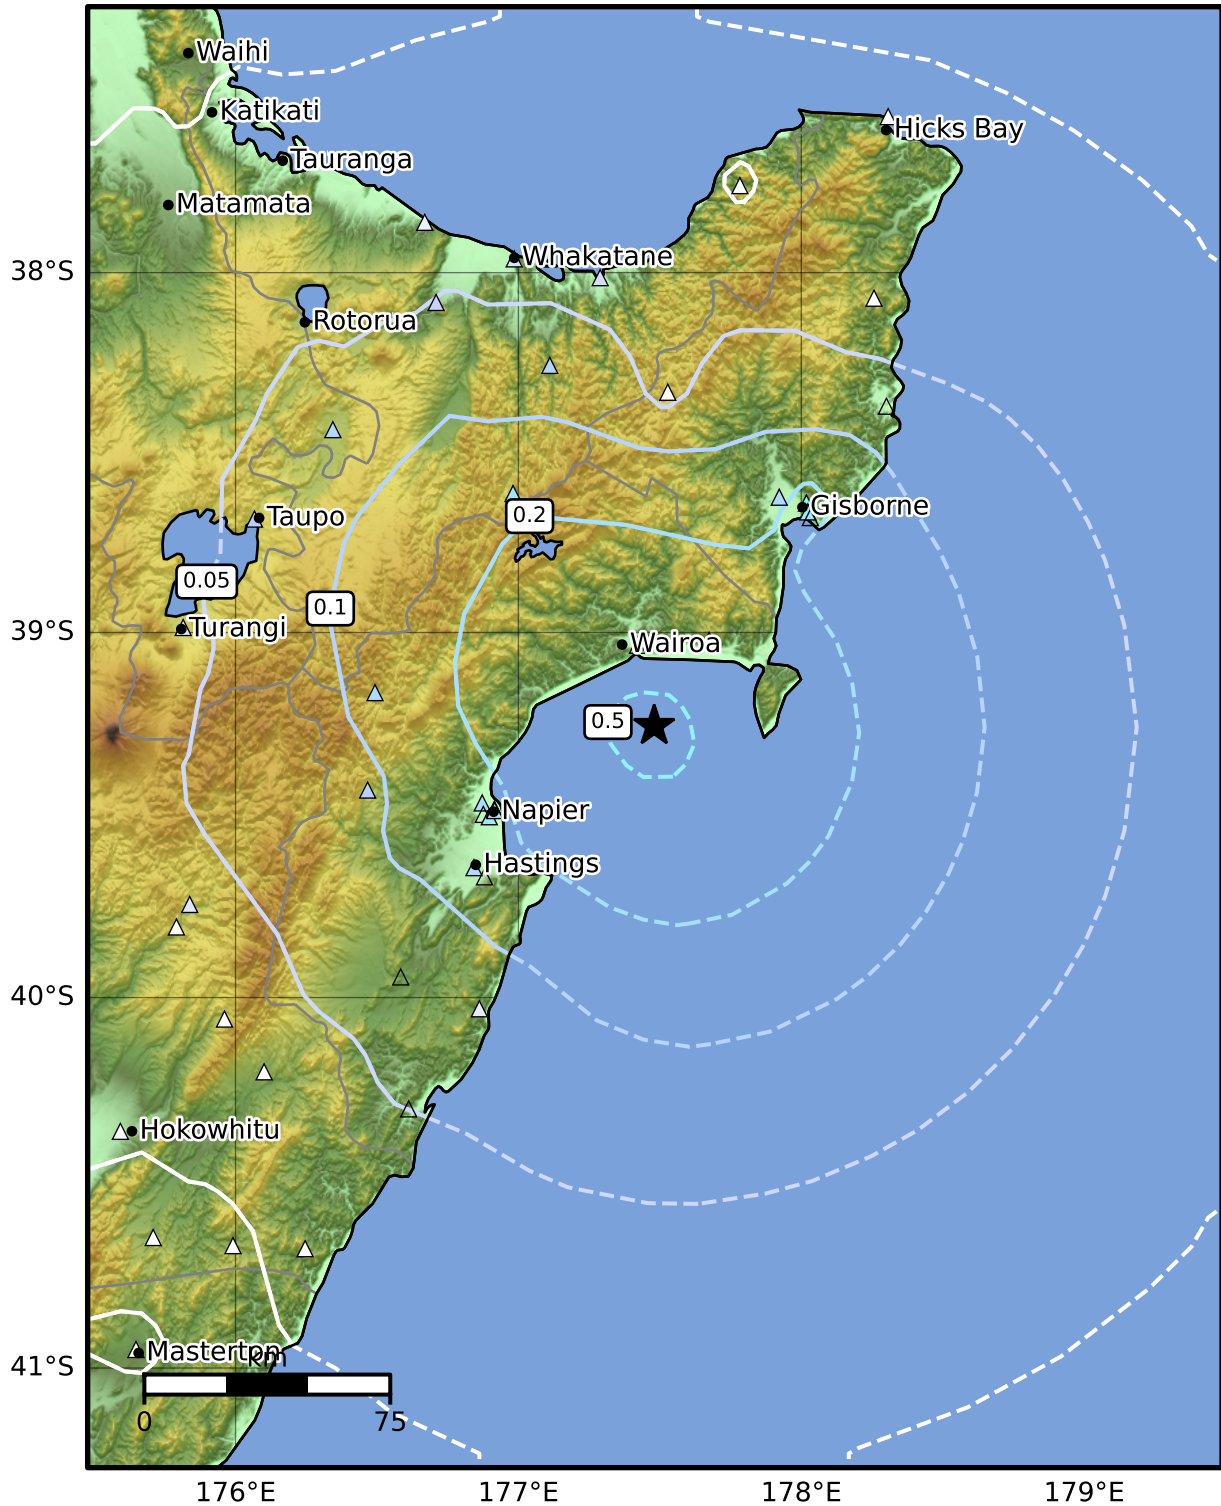 Waihi
Katikati
Hicks Bay
Tauranga
Matamata
Whakatane
38°S
Rotorua
Gisborne
0.2
Taupo
0.05
0.1
Turangi
39°S
Wairoa
0.5
Napier
Hastings
40°S
Hokowhitu
Masterton
km
41°S
0
75
176°E
177°E
178°E
179°E